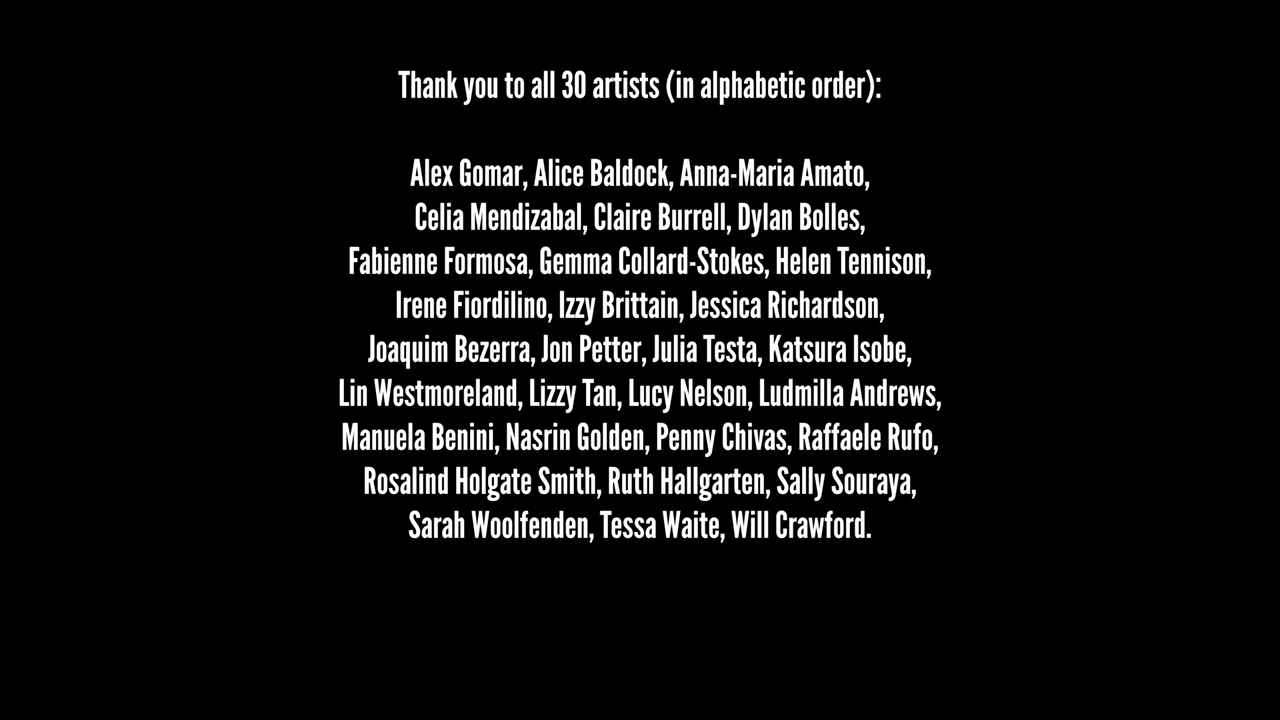 Thank you to all 30 artists (in alphabetic order):
Alex Gomar, Alice Baldock, Anna-Maria Amato,
Celia Mendizabal, Claire Burrell, Dylan Bolles,
Fabienne Formosa, Gemma Collard-Stokes, Helen Tennison,
Irene Fiordilino, Izzy Brittain, Jessica Richardson,
Joaquim Bezerra, Jon Petter, Julia Testa, Katsura Isobe,
Lin Westmoreland, Lizzy Tan, Lucy Nelson, Ludmilla Andrews,
Manuela Benini, Nasrin Golden, Penny Chivas, Raffaele Rufo,
Rosalind Holgate Smith, Ruth Hallgarten, Sally Souraya,
Sarah Woolfenden, Tessa Waite, Will Crawford.